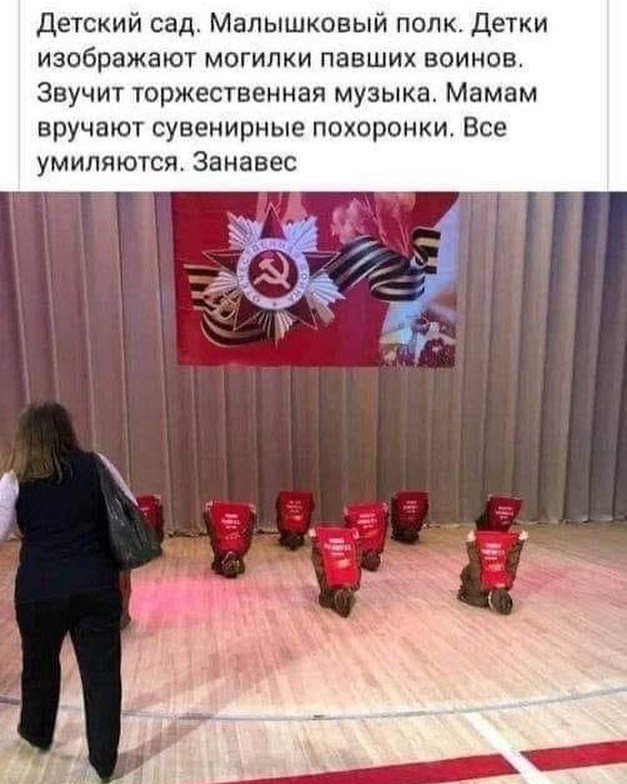 Детский сад. Малышковый полк. Детки
изображают могилки павших воинов.
Звучит торжественная музыка. Мамам
вручают сувенирные похоронки. Все
умиляются. Занавес